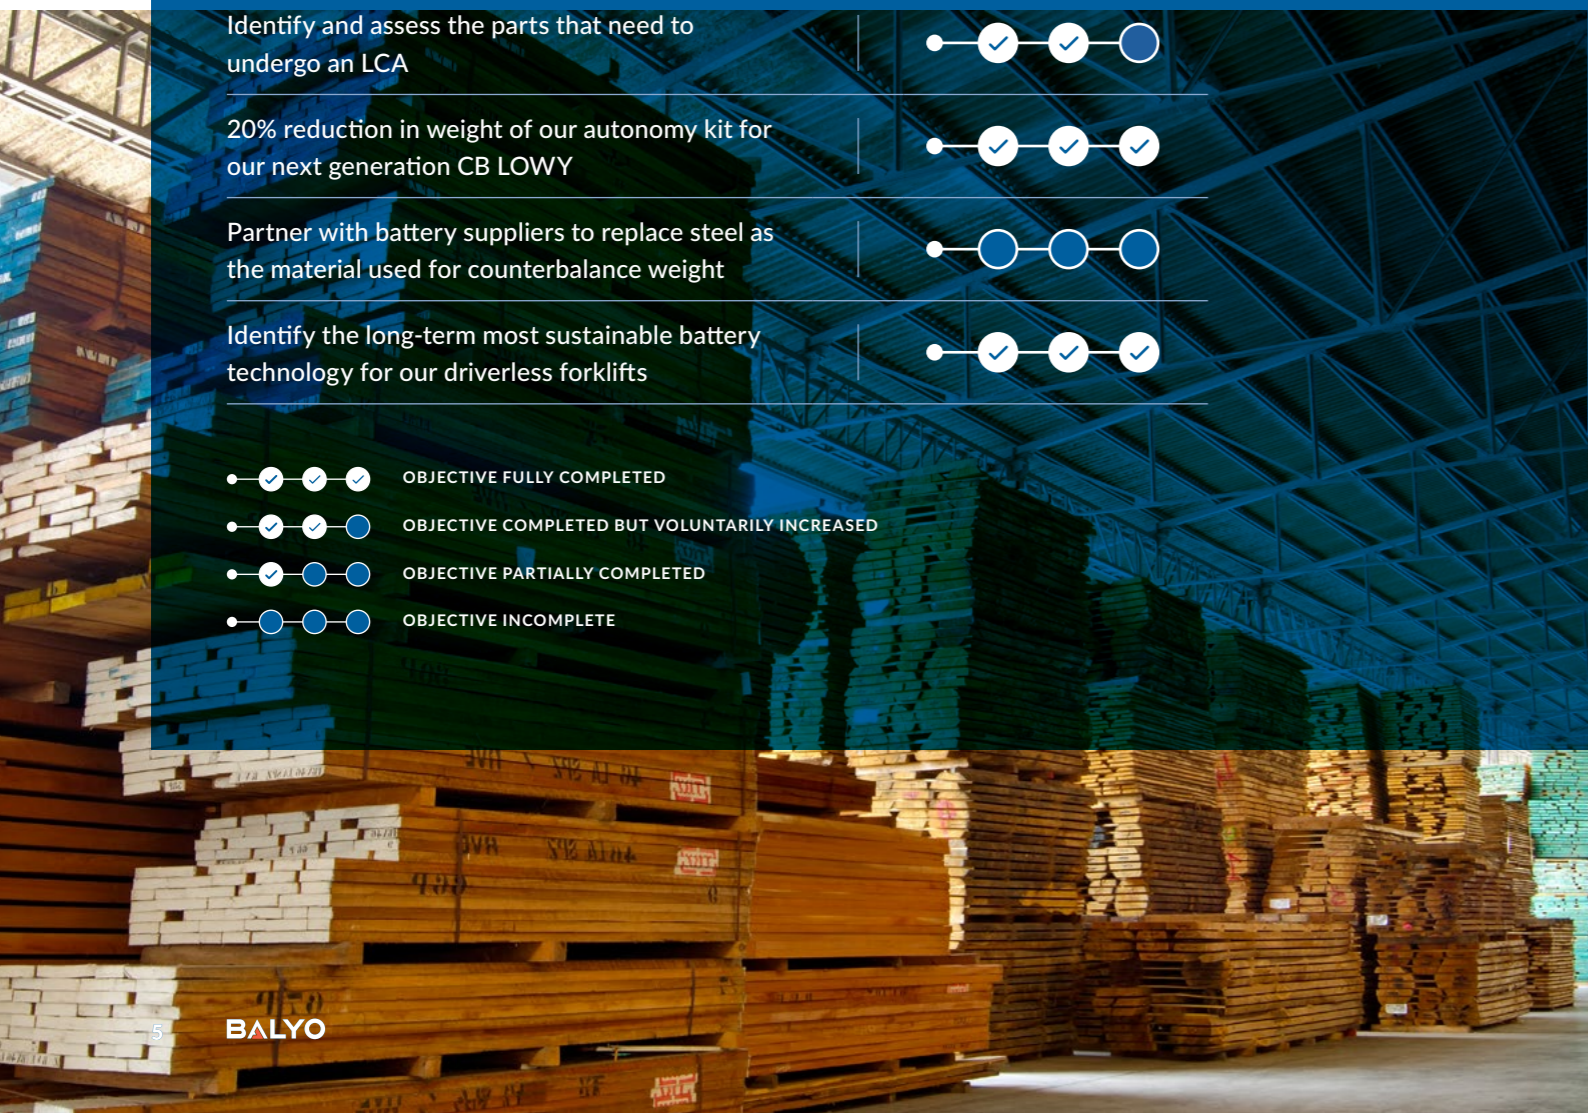 Identify and assess the parts that need to
undergo an LCA
20% reduction in weight of our autonomy kit for
our next generation CB LOWY
Partner with battery suppliers to replace steel as
the material used for counterbalance weight
Identify the long-term most sustainable battery
technology for our driverless forklifts
OBJECTIVE FULLY COMPLETED
OBJECTIVE COMPLETED BUT VOLUNTARILY INCREASED
OBJECTIVE PARTIALLY COMPLETED
OBJECTIVE INCOMPLETE
5 BALYO